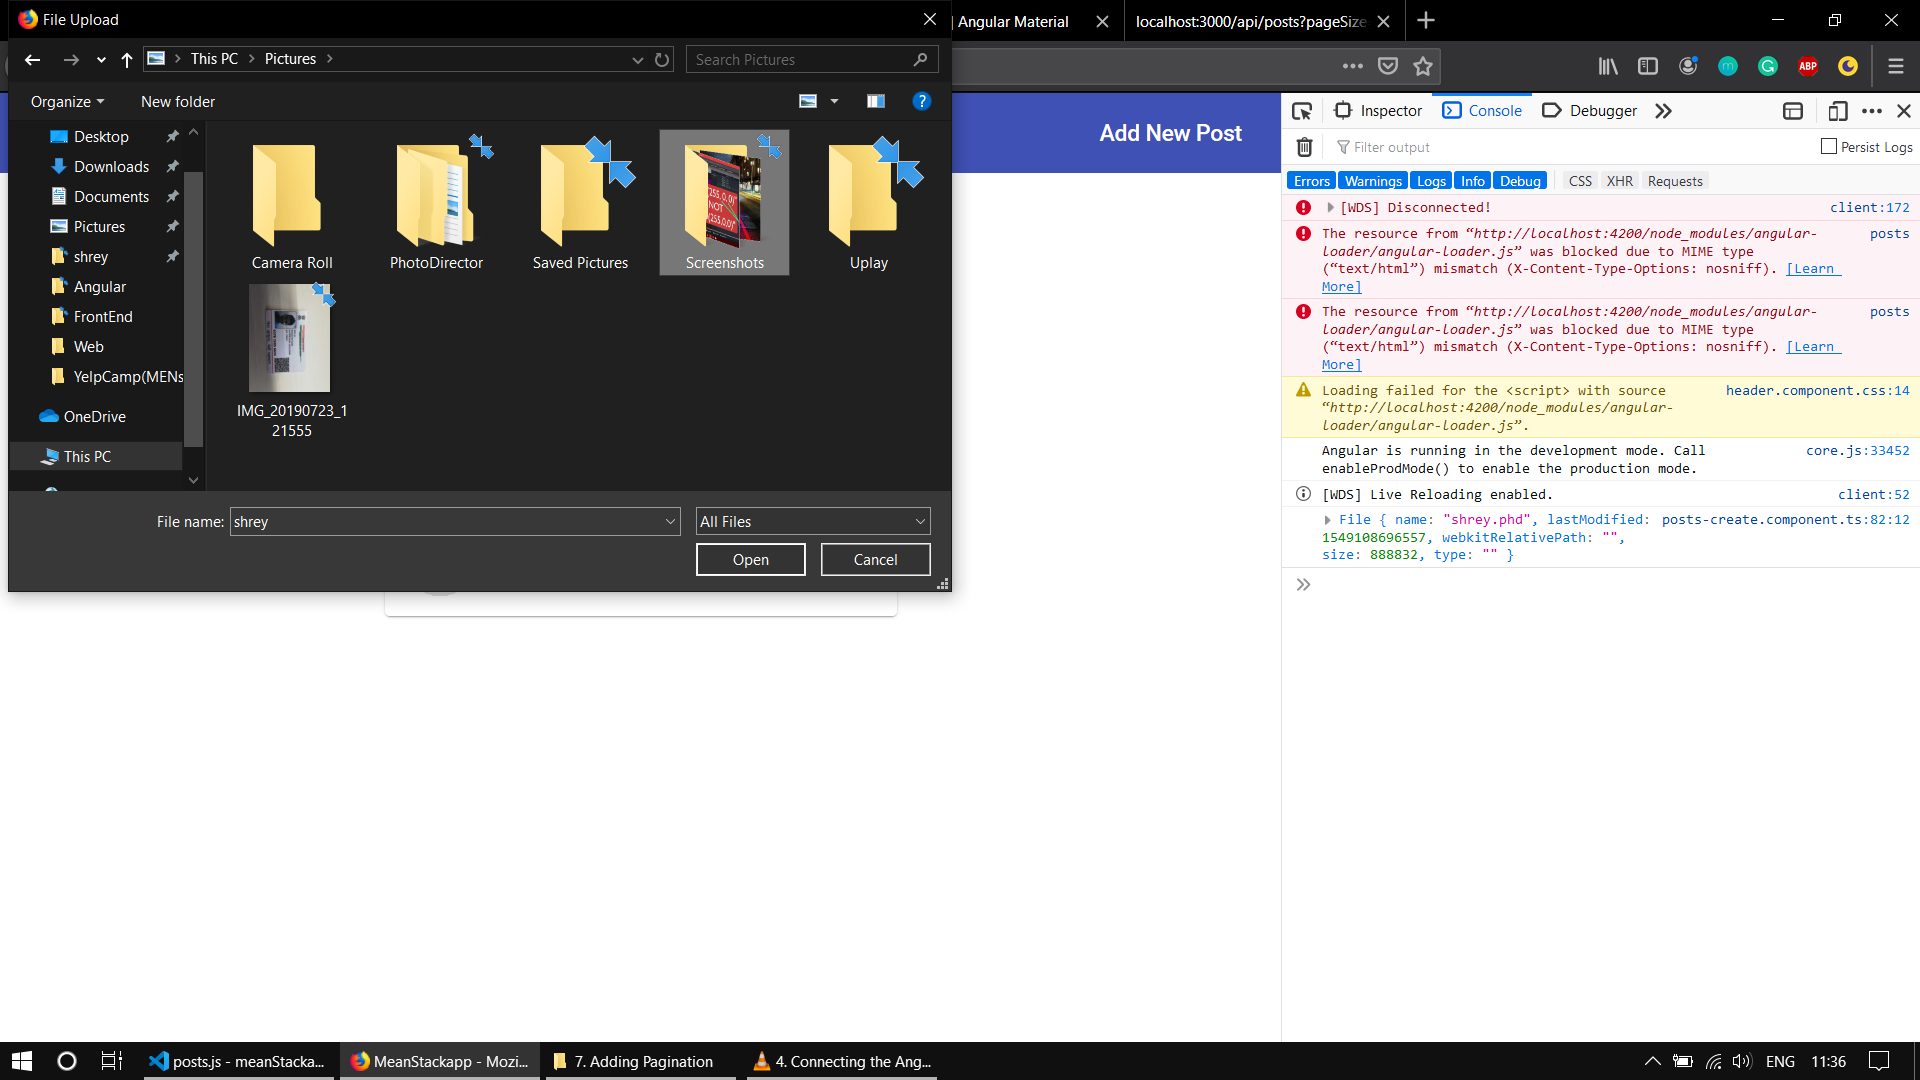 File Upload
| Angular Material
localhost:3000/api/posts?pageSize
This PC
Pictures
Search Pictures
ABP
Organize
New folder
?
Desktop
Downloads
Documents
Pictures
shrey
Angular
FrontEnd
Web
YelpCamp(MENs
OneDrive
This PC
Camera Roll
PhotoDirector
Saved Pictures
Screenshots
Uplay
IMG_20190723_1
21555
File name:
shrey
All Files
Open
Cancel
Add New Post
Inspector
Console
Debugger
Filter output
Persist Logs
Errors
Warnings
Logs
Info
Debug
CSS
XHR
Requests
[WDS] Disconnected!
client:172
The resource from “http://localhost:4200/node_modules/angular-
posts
loader/angular-loader.js” was blocked due to MIME type
(“text/html”) mismatch (X-Content-Type-Options: nosniff). [Learn
More]
The resource from “http://localhost:4200/node_modules/angular-
posts
loader/angular-loader.js” was blocked due to MIME type
(“text/html”) mismatch (X-Content-Type-Options: nosniff). [Learn
More]
Loading failed for the <script> with source
header.component.css:14
“http://localhost:4200/node_modules/angular-
loader/angular-loader.js”.
Angular is running in the development mode. Call
core.js:33452
enableProdMode() to enable the production mode.
[WDS] Live Reloading enabled.
client:52
File { name: "shrey.phd", lastModified:
posts-create.component.ts:82:12
1549108696557, webkitRelativePath: "",
size: 888832, type: "" }
posts.js - meanStacka...
MeanStackapp - Mozi...
7. Adding Pagination
4. Connecting the Ang...
ENG
11:36